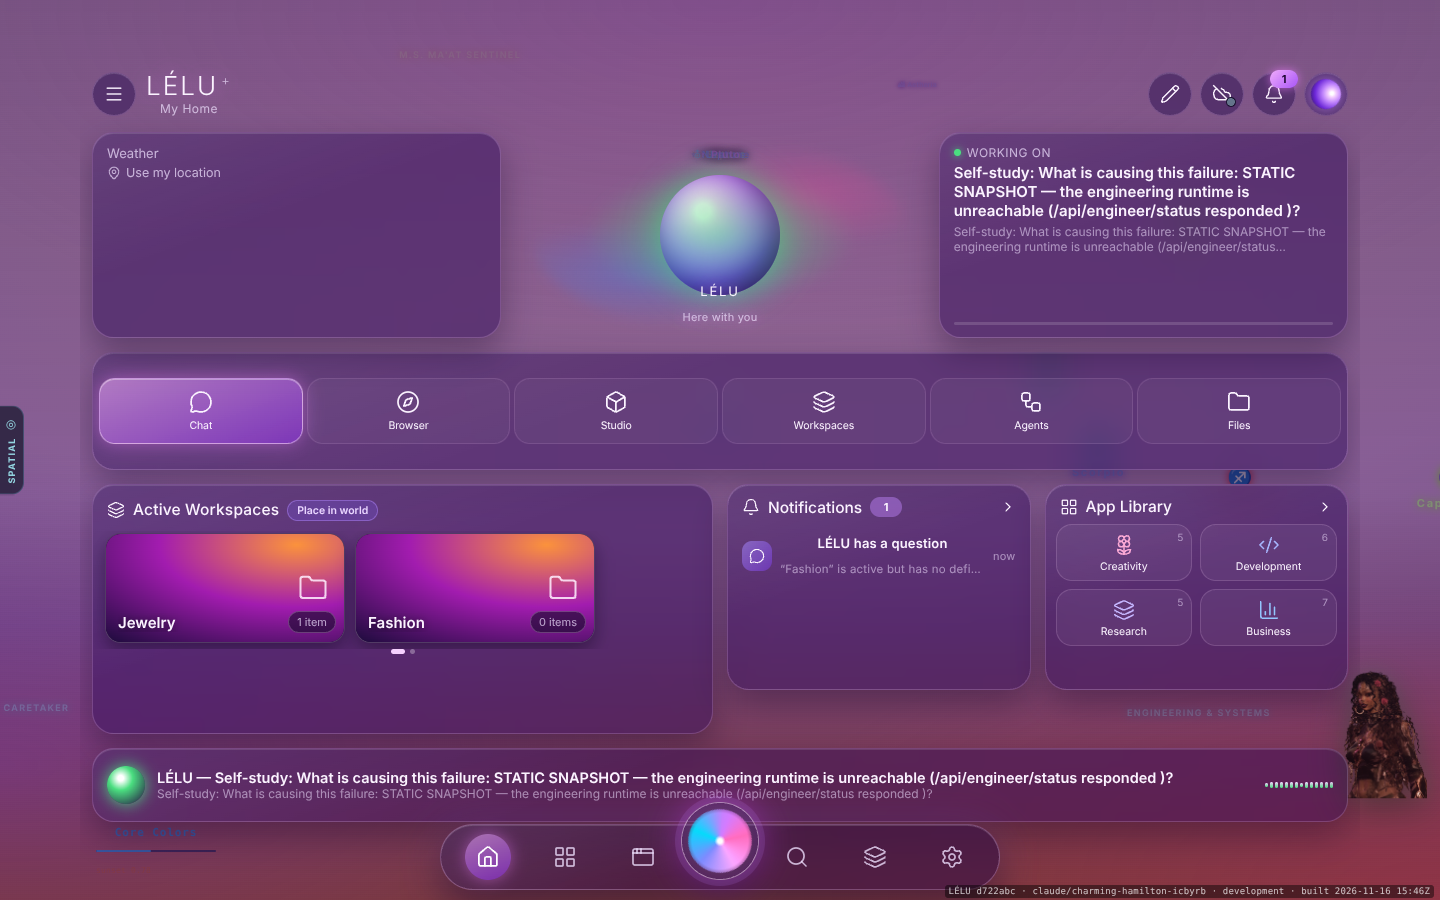 LÉLU +
My Home
1
Weather
Use my location
LÉLU
Here with you
WORKING ON
Self-study: What is causing this failure: STATIC
SNAPSHOT — the engineering runtime is
unreachable (/api/engineer/status responded )?
Self-study: What is causing this failure: STATIC SNAPSHOT — the
engineering runtime is unreachable (/api/engineer/status...
Chat
Browser
Studio
Workspaces
Agents
Files
SPATIAL
Active Workspaces
Place in world
Jewelry
1 item
Fashion
0 items
Notifications
1
LÉLU has a question
now
“Fashion” is active but has no defi...
App Library
5
Creativity
6
Development
5
Research
7
Business
Cap
CARETAKER
ENGINEERING & SYSTEMS
LÉLU — Self-study: What is causing this failure: STATIC SNAPSHOT — the engineering runtime is unreachable (/api/engineer/status responded )?
Self-study: What is causing this failure: STATIC SNAPSHOT — the engineering runtime is unreachable (/api/engineer/status responded )?
LÉLU d722abc · claude/charming-hamilton-icbyrb · development · built 2026-11-16 15:46Z